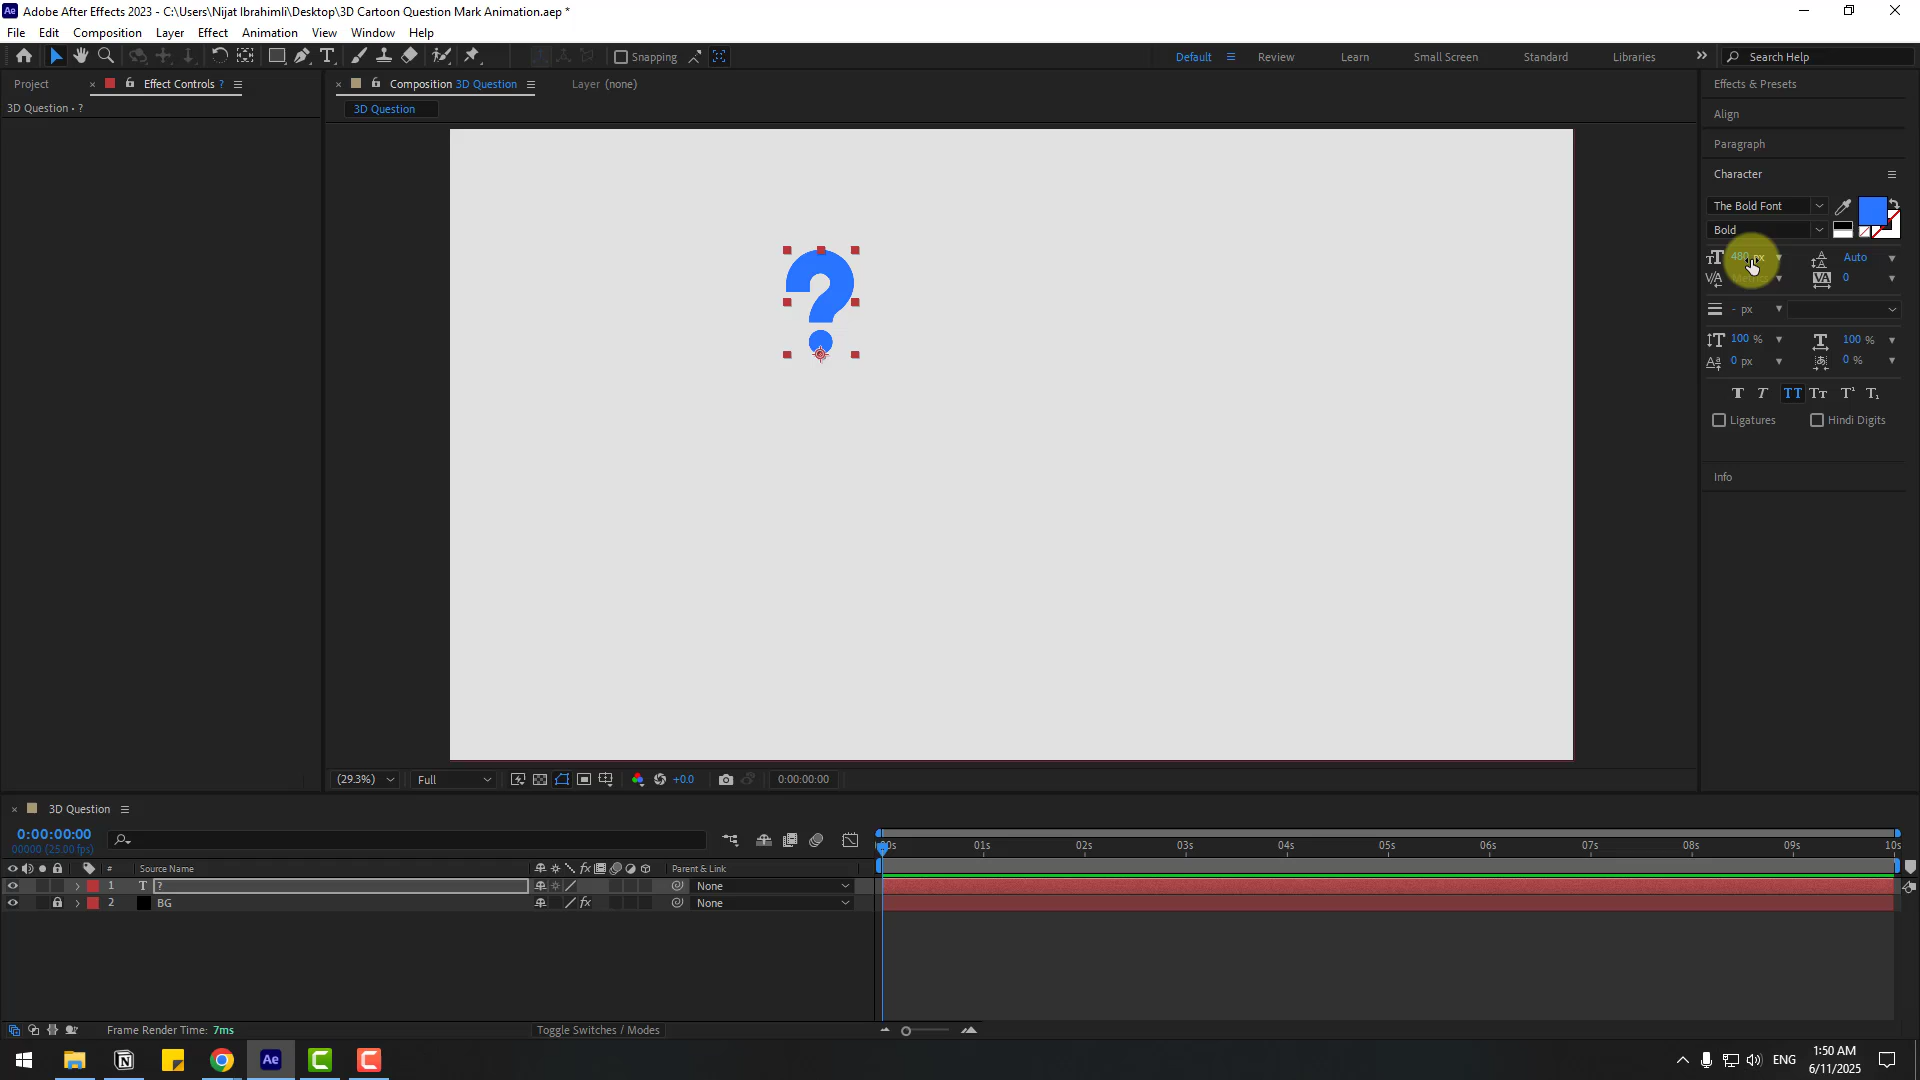 Adobe After Effects 2023 - C:\Users\Nijat Ibrahimli\Desktop\3D Cartoon Question Mark Animation.aep *
File Edit Composition Layer Effect Animation View Window Help
Snapping
Default Review Learn Small Screen Standard Libraries Search Help
Project Effect Controls ?
3D Question • ?
Composition 3D Question Layer (none)
3D Question
?
(29.3%) Full +0.0 0:00:00:00
Effects & Presets
Align
Paragraph
Character
The Bold Font
Bold
480 px Auto
0
- px
100 % 100 %
0 px 0 %
Ligatures Hindi Digits
Info
3D Question
0:00:00:00
00000 (25.00 fps)
# Source Name Parent & Link
1 T ? None
2 BG None
01s 02s 03s 04s 05s 06s 07s 08s 09s 10s
Frame Render Time: 7ms Toggle Switches / Modes
ENG
1:50 AM
6/11/2025